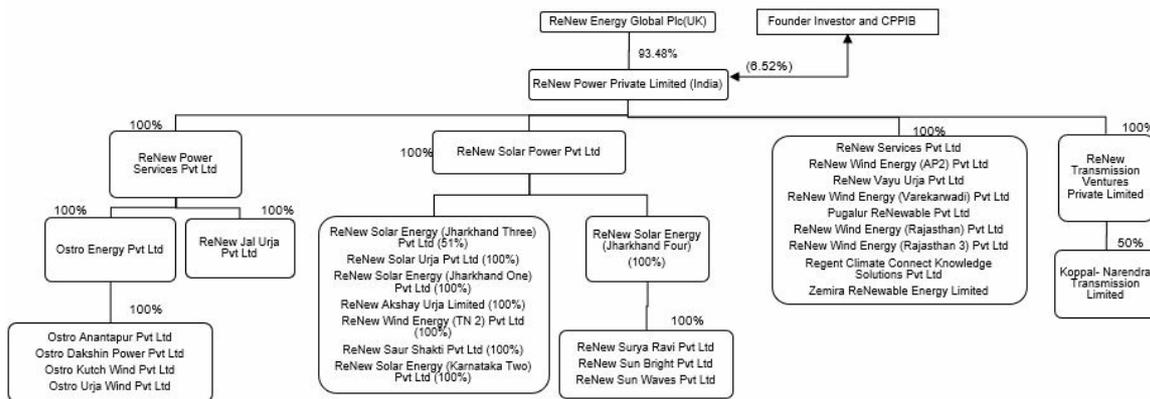 ReNew Energy Global Plc(UK)
Founder Investor and CPPIB
93.48%
(6.52%)
ReNew Power Private Limited (India)
100%
ReNew Power
Services Pvt Ltd
100%
ReNew Solar Power Pvt Ltd
100%
ReNew Services Pvt Ltd
ReNew Wind Energy (AP2) Pvt Ltd
ReNew Vayu Urja Pvt Ltd
ReNew Wind Energy (Varekarwadi) Pvt Ltd
Pugalur ReNewable Pvt Ltd
ReNew Wind Energy (Rajasthan) Pvt Ltd
ReNew Wind Energy (Rajasthan 3) Pvt Ltd
Regent Climate Connect Knowledge
Solutions Pvt Ltd
Zemira ReNewable Energy Limited
100%
ReNew
Transmission
Ventures
Private Limited
100%
Ostro Energy Pvt Ltd
100%
ReNew Jal Urja
Pvt Ltd
ReNew Solar Energy (Jharkhand Three)
Pvt Ltd (51%)
ReNew Solar Urja Pvt Ltd (100%)
ReNew Solar Energy (Jharkhand One)
Pvt Ltd (100%)
ReNew Akshay Urja Limited (100%)
ReNew Wind Energy (TN 2) Pvt Ltd
(100%)
ReNew Saur Shakti Pvt Ltd (100%)
ReNew Solar Energy (Karnataka Two)
Pvt Ltd (100%)
ReNew Solar Energy
(Jharkhand Four)
(100%)
50%
Koppal- Narendra
Transmission
Limited
100%
Ostro Anantapur Pvt Ltd
Ostro Dakshin Power Pvt Ltd
Ostro Kutch Wind Pvt Ltd
Ostro Urja Wind Pvt Ltd
100%
ReNew Surya Ravi Pvt Ltd
ReNew Sun Bright Pvt Ltd
ReNew Sun Waves Pvt Ltd